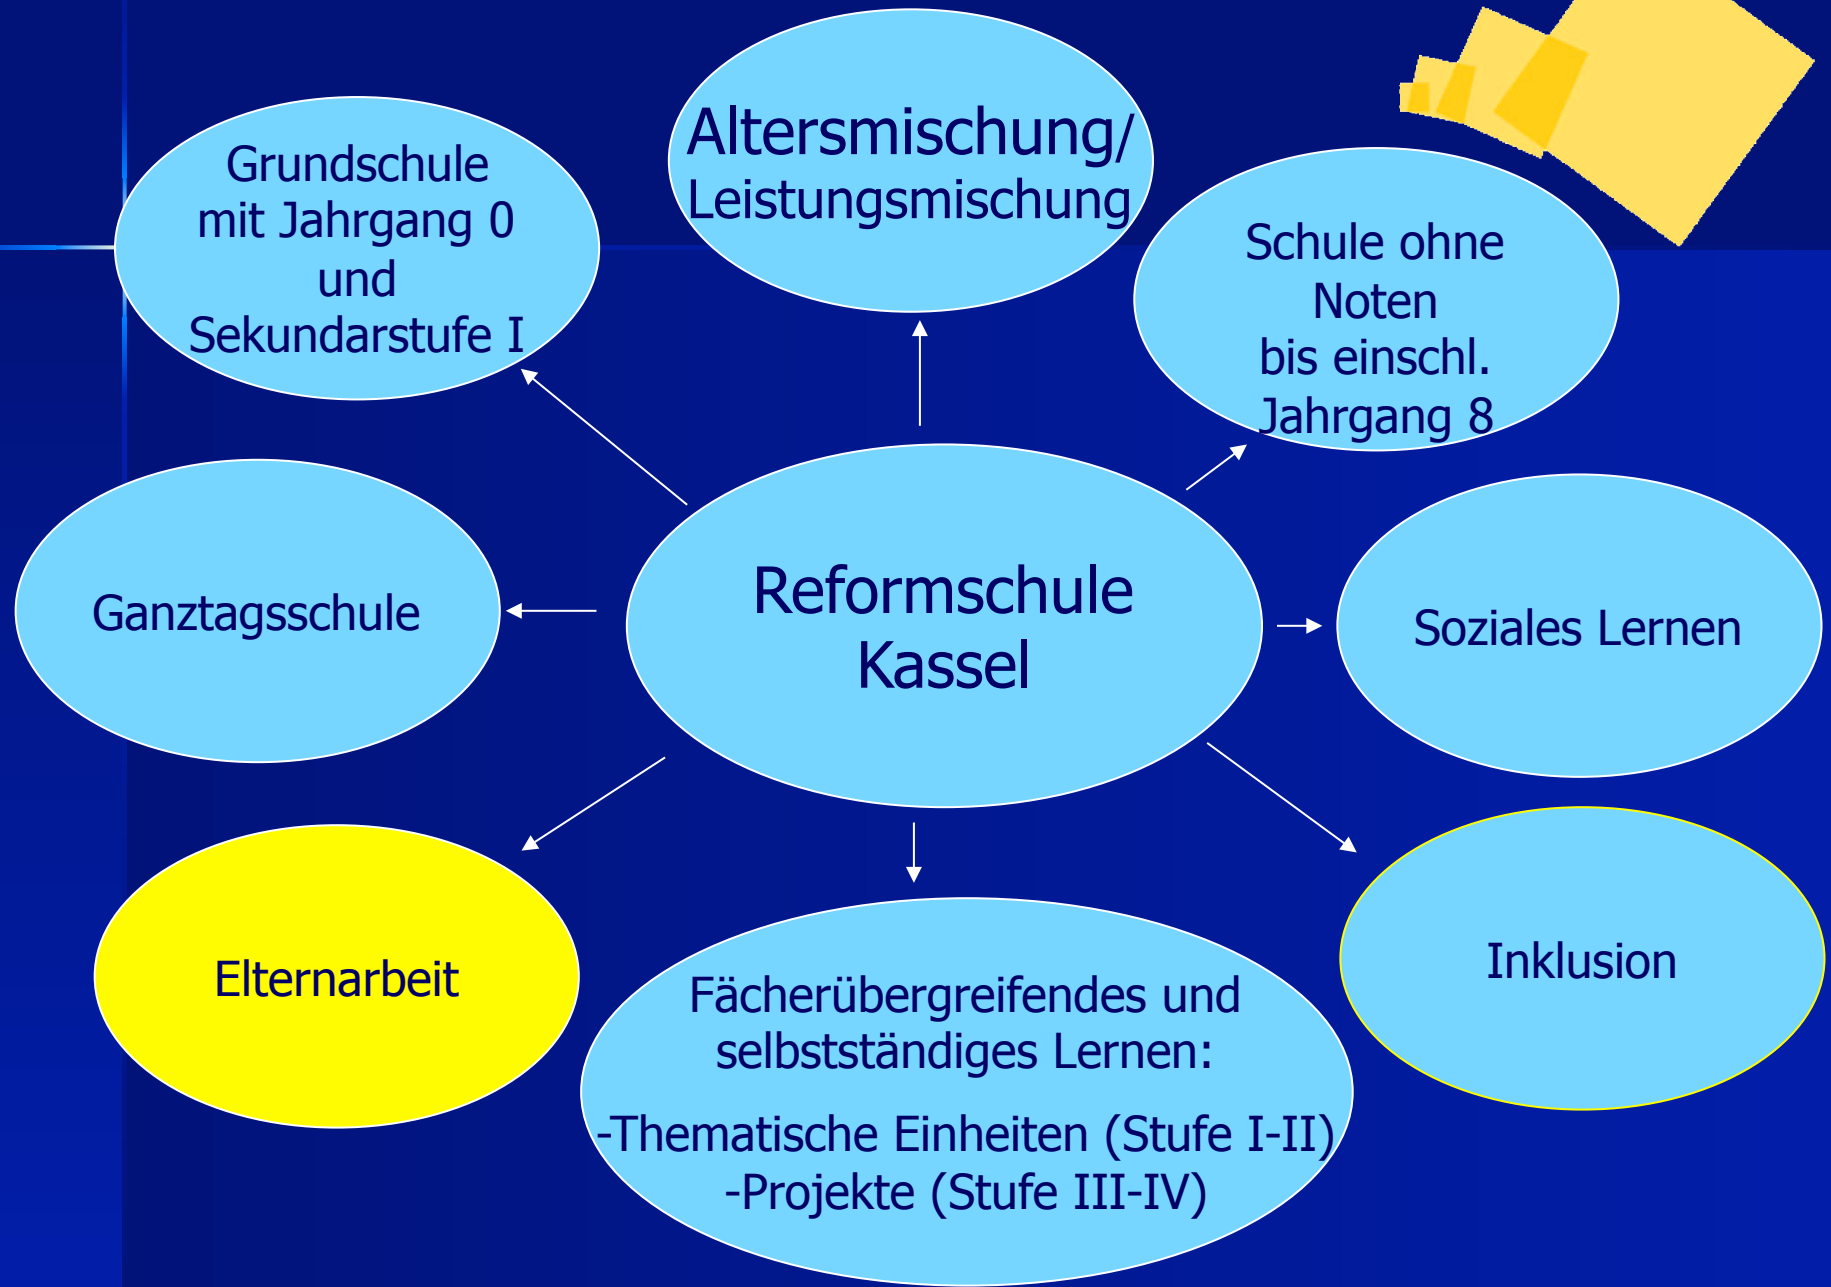 Altersmischung/
Leistungsmischung
Grundschule
mit Jahrgang 0
und
Sekundarstufe I
Schule ohne
Noten
bis einschl.
Jahrgang 8
Ganztagsschule
Reformschule
Kassel
Soziales Lernen
Elternarbeit
Inklusion
Fächerübergreifendes und
selbstständiges Lernen:
-Thematische Einheiten (Stufe I-II)
-Projekte (Stufe III-IV)